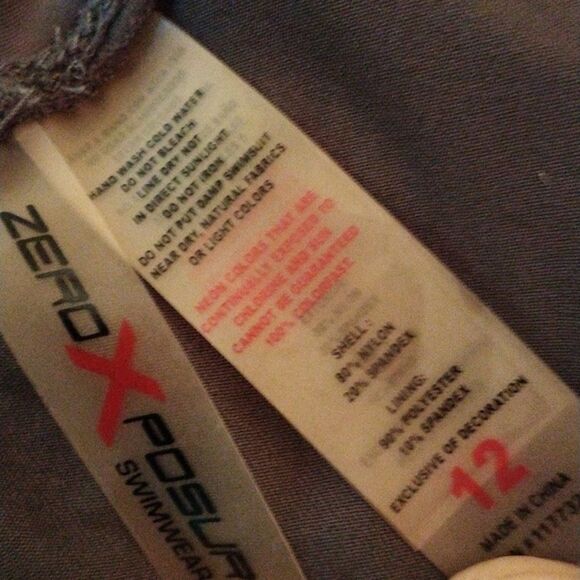 HAND WASH COLD WATER.
DO NOT BLEACH
LINE DRY NOT
IN DIRECT SUNLIGHT.
DO NOT IRON.
DO NOT PUT DAMP SWIMSUIT
NEAR DRY, NATURAL FABRICS
OR LIGHT COLORS
NEON COLORS THAT ARE
CONTINUALLY EXPOSED TO
CHLORINE AND SUN
CANNOT BE GUARANTEED
100% COLORFAST.
SHELL:
80% NYLON
20% SPANDEX
LINING:
90% POLYESTER
10% SPANDEX
EXCLUSIVE OF DECORATION
12
MADE IN CHINA
ZERO X POSUR
SWIMWEAR